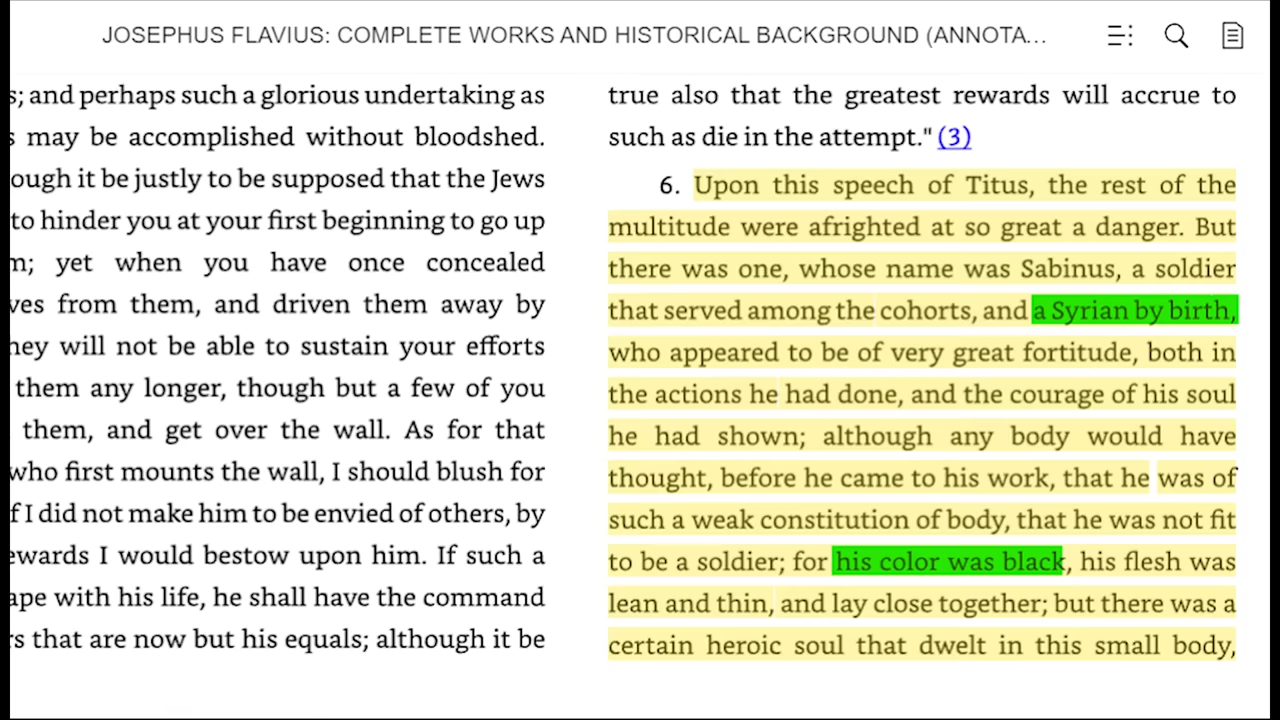 JOSEPHUS FLAVIUS: COMPLETE WORKS AND HISTORICAL BACKGROUND (ANNOTA...
s; and perhaps such a glorious undertaking as
s may be accomplished without bloodshed.
ough it be justly to be supposed that the Jews
to hinder you at your first beginning to go up
m; yet when you have once concealed
ves from them, and driven them away by
hey will not be able to sustain your efforts
them any longer, though but a few of you
them, and get over the wall. As for that
who first mounts the wall, I should blush for
f I did not make him to be envied of others, by
ewards I would bestow upon him. If such a
ape with his life, he shall have the command
rs that are now but his equals; although it be
true also that the greatest rewards will accrue to
such as die in the attempt." (3)
6. Upon this speech of Titus, the rest of the
multitude were afrighted at so great a danger. But
there was one, whose name was Sabinus, a soldier
that served among the cohorts, and a Syrian by birth,
who appeared to be of very great fortitude, both in
the actions he had done, and the courage of his soul
he had shown; although any body would have
thought, before he came to his work, that he was of
such a weak constitution of body, that he was not fit
to be a soldier; for his color was black, his flesh was
lean and thin, and lay close together; but there was a
certain heroic soul that dwelt in this small body,